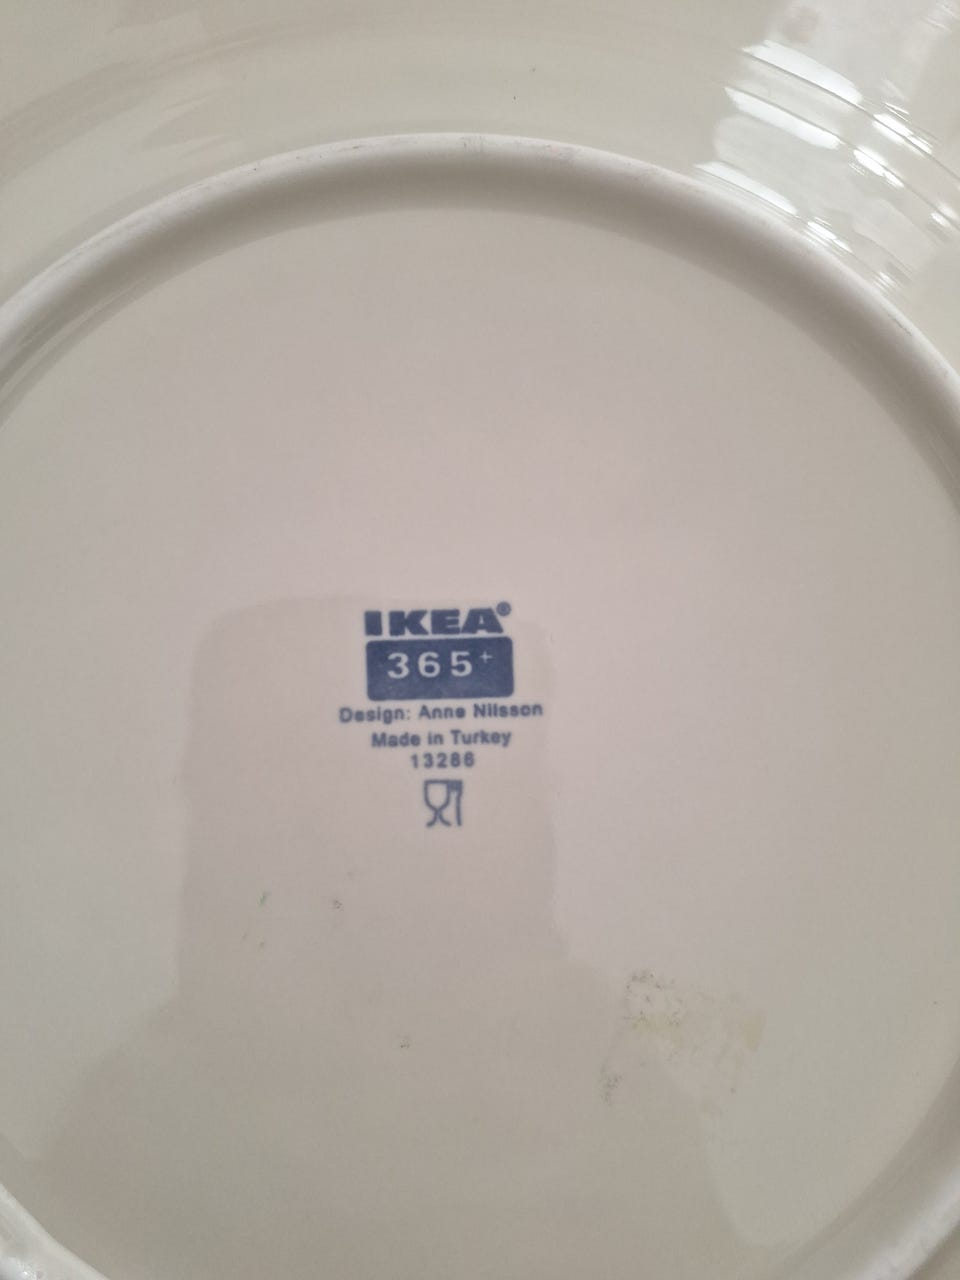 IKEA®
365+
Design: Anne Nilsson
Made in Turkey
13286